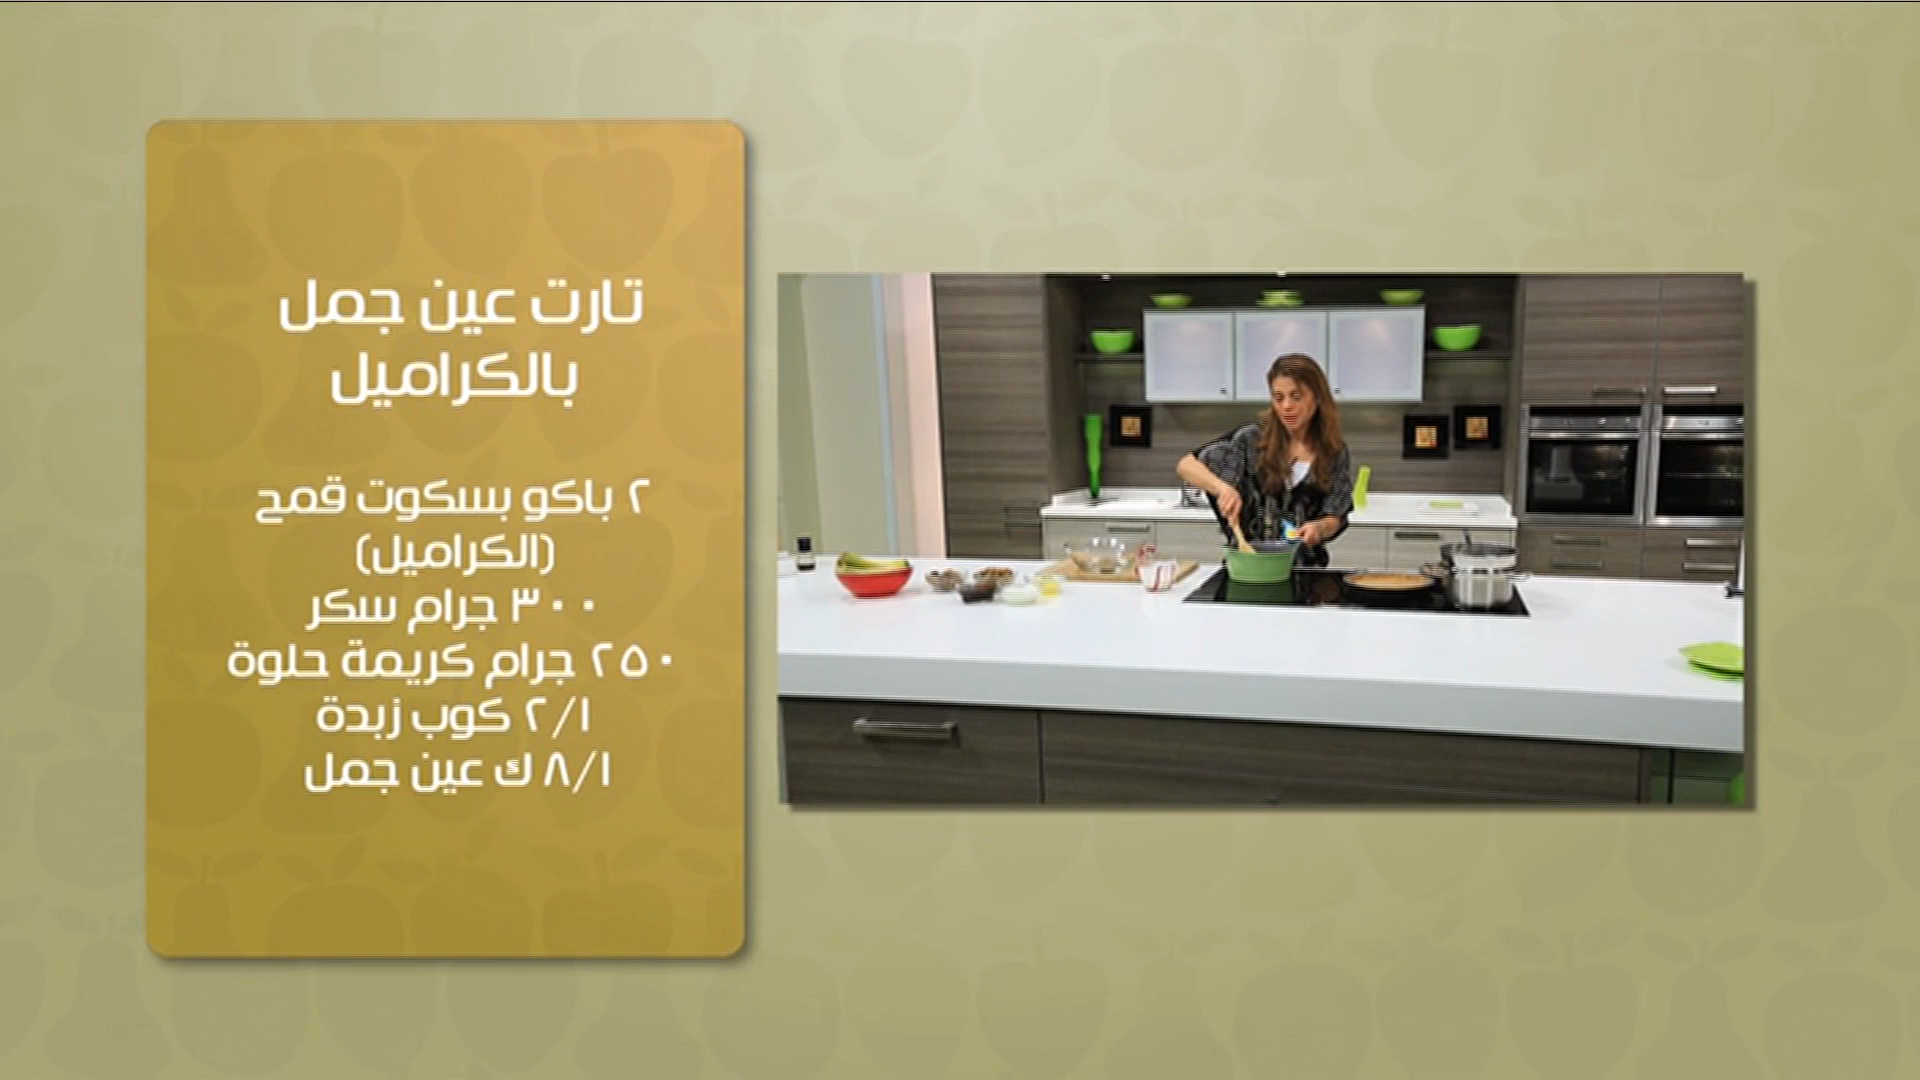 تارت عين جمل
بالكراميل
٢ باكو بسكوت قمح
(الكراميل)
٣٠٠ جرام سكر
٢٥٠ جرام كريمة حلوة
٢/١ كوب زبدة
٨/١ ك عين جمل